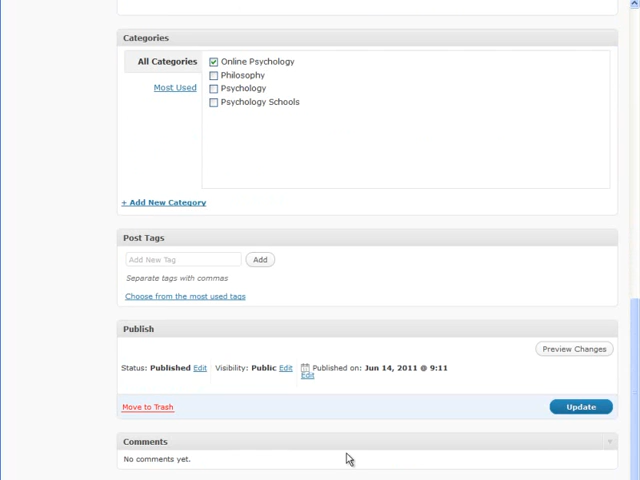 Categories
All Categories
Most Used
Online Psychology
Philosophy
Psychology
Psychology Schools
+ Add New Category
Post Tags
Add New Tag
Add
Separate tags with commas
Choose from the most used tags
Publish
Preview Changes
Status: Published Edit Visibility: Public Edit Published on: Jun 14, 2011 @ 9:11
Edit
Move to Trash
Update
Comments
No comments yet.